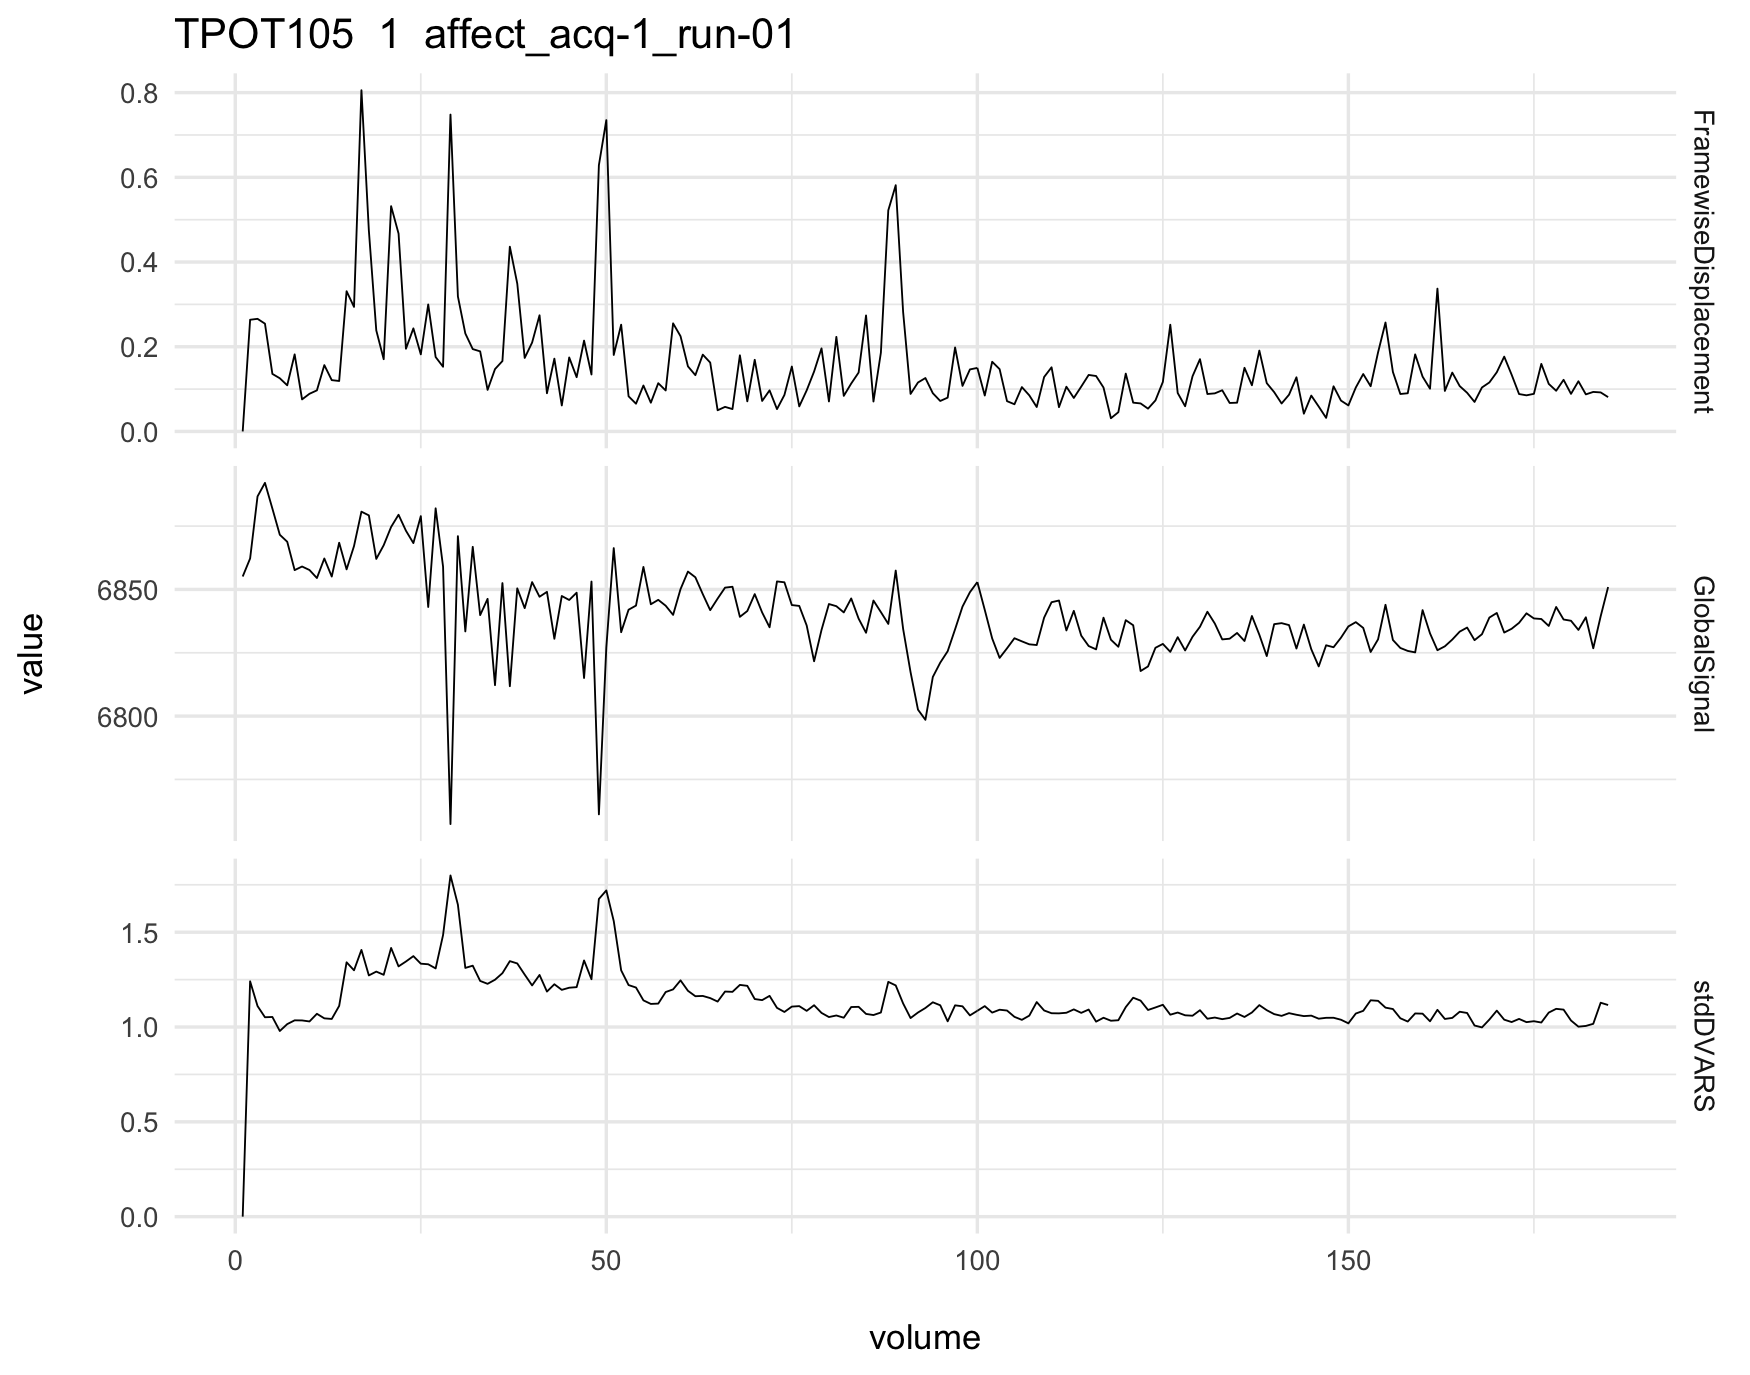 TPOT105 1 affect_acq-1_run-01
0.8
0.6
0.4
0.2
0.0
FramewiseDisplacement
6850
6800
GlobalSignal
value
1.5
1.0
0.5
0.0
stdDVARS
0 50 100 150
volume